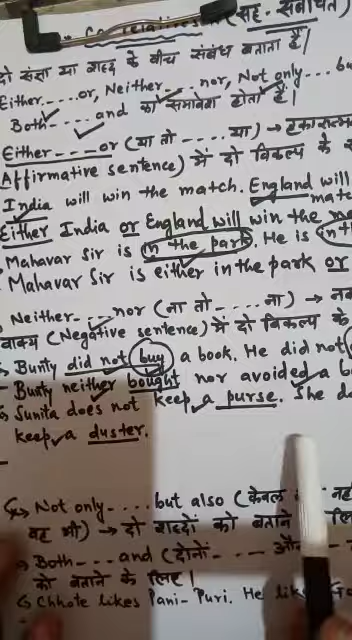 Co-relatives (सह-संबंधित)
दो संज्ञा या शब्द के बीच संबंध बताता है।
Either....or, Neither....nor, Not only....
Both....and का समावेश होता है।
Either----or (या तो ....या) →
Affirmative sentence) में दो विकल्प के
India will win the match. England will
match
Either India or England will win the
Mahavar Sir is in the park. He is
Mahavar Sir is either in the park or
Neither----nor (ना तो -....ना) →
वाक्य (Negative sentence) में दो विकल्प के
Bunty did not buy a book. He did not
Bunty neither bought nor avoided a
Sunita does not keep a purse. She
keep a duster.
Not only....but also (केवल
वह भी) → दो शब्दों को बताने
Both---and (दोनों
को बताने के लिए।
Chhote likes Pani-Puri. He